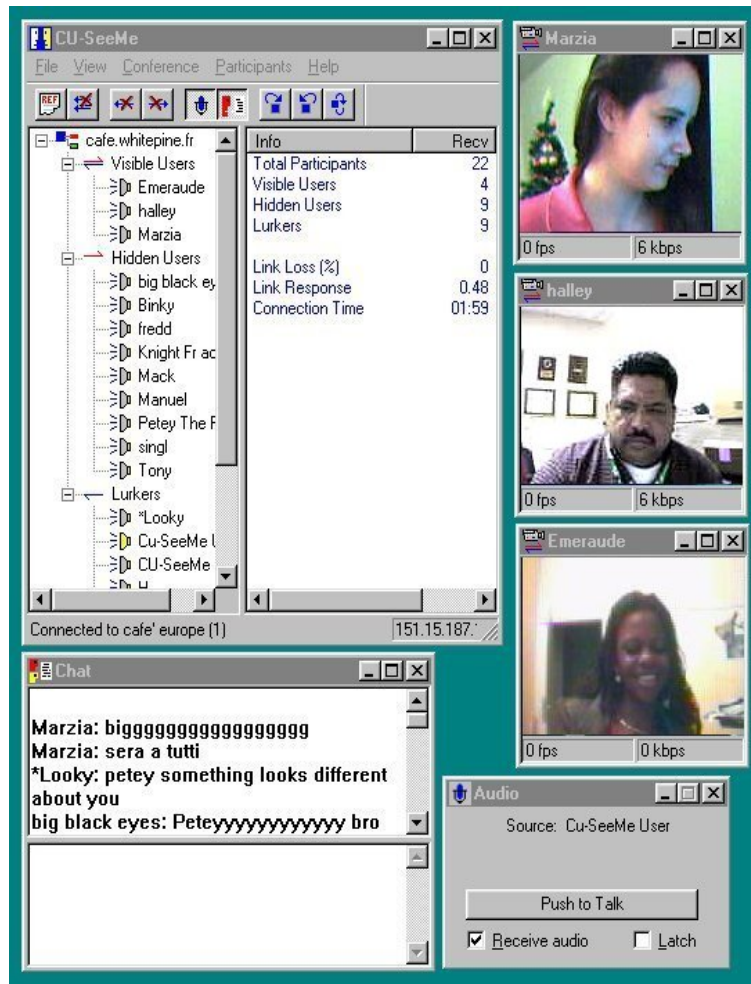 CU-SeeMe
File View Conference Participants Help
REF
cafe.whitepine.fr
Visible Users
Emeraude
halley
Marzia
Hidden Users
big black ey
Binky
fredd
Knight Fr ac
Mack
Manuel
Petey The F
singl
Tony
Lurkers
*Looky
Cu-SeeMe U
CU-SeeMe
H
Info Recv
Total Participants 22
Visible Users 4
Hidden Users 9
Lurkers 9
Link Loss (%) 0
Link Response 0.48
Connection Time 01:59
Connected to cafe' europe (1) 151.15.187.
Marzia
0 fps 6 kbps
halley
0 fps 6 kbps
Emeraude
0 fps 0 kbps
Chat
Marzia: bigggggggggggggggggg
Marzia: sera a tutti
*Looky: petey something looks different
about you
big black eyes: Peteyyyyyyyyyyyy bro
Audio
Source: Cu-SeeMe User
Push to Talk
Receive audio Latch